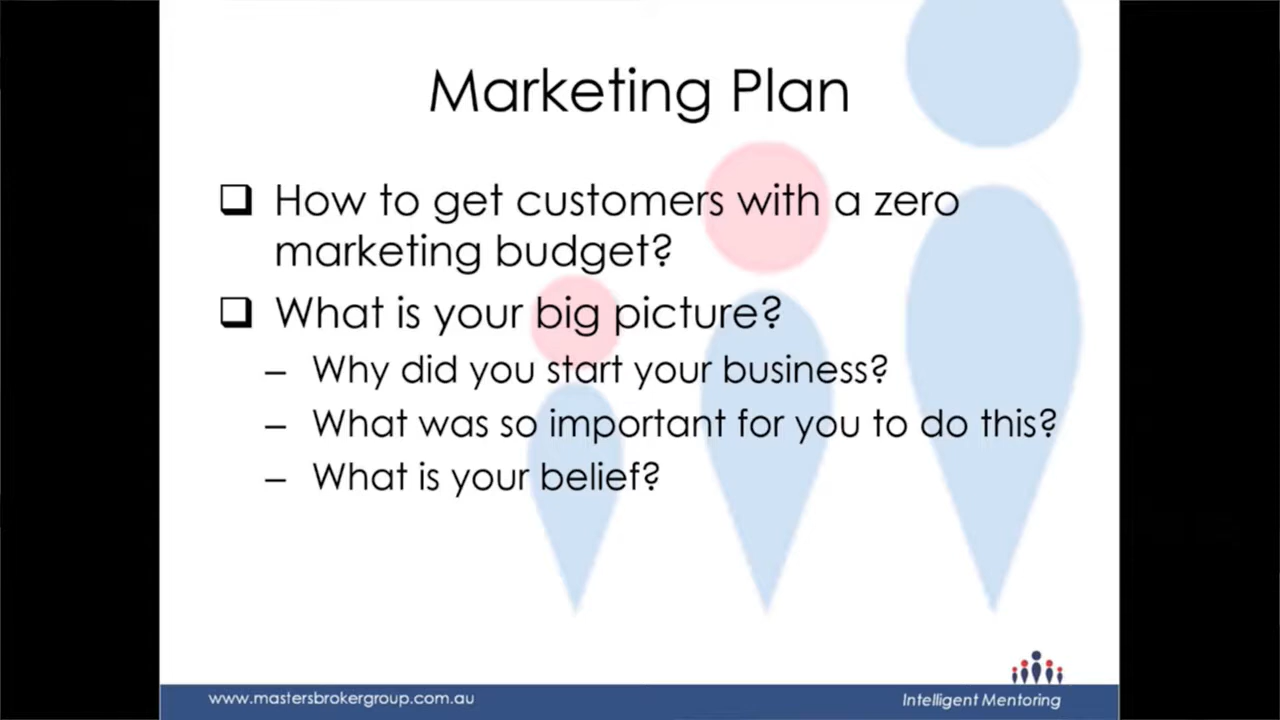 Marketing Plan
How to get customers with a zero
marketing budget?
What is your big picture?
– Why did you start your business?
– What was so important for you to do this?
– What is your belief?
www.mastersbrokergroup.com.au
Intelligent Mentoring